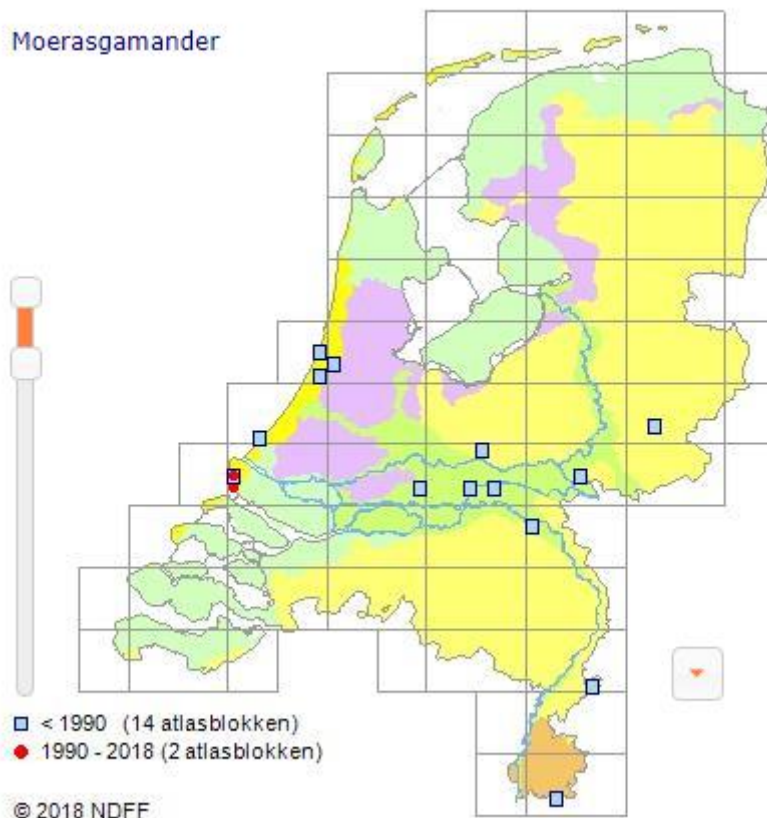 Moerasgamander
< 1990 (14 atlasblokken)
1990 - 2018 (2 atlasblokken)
© 2018 NDFF